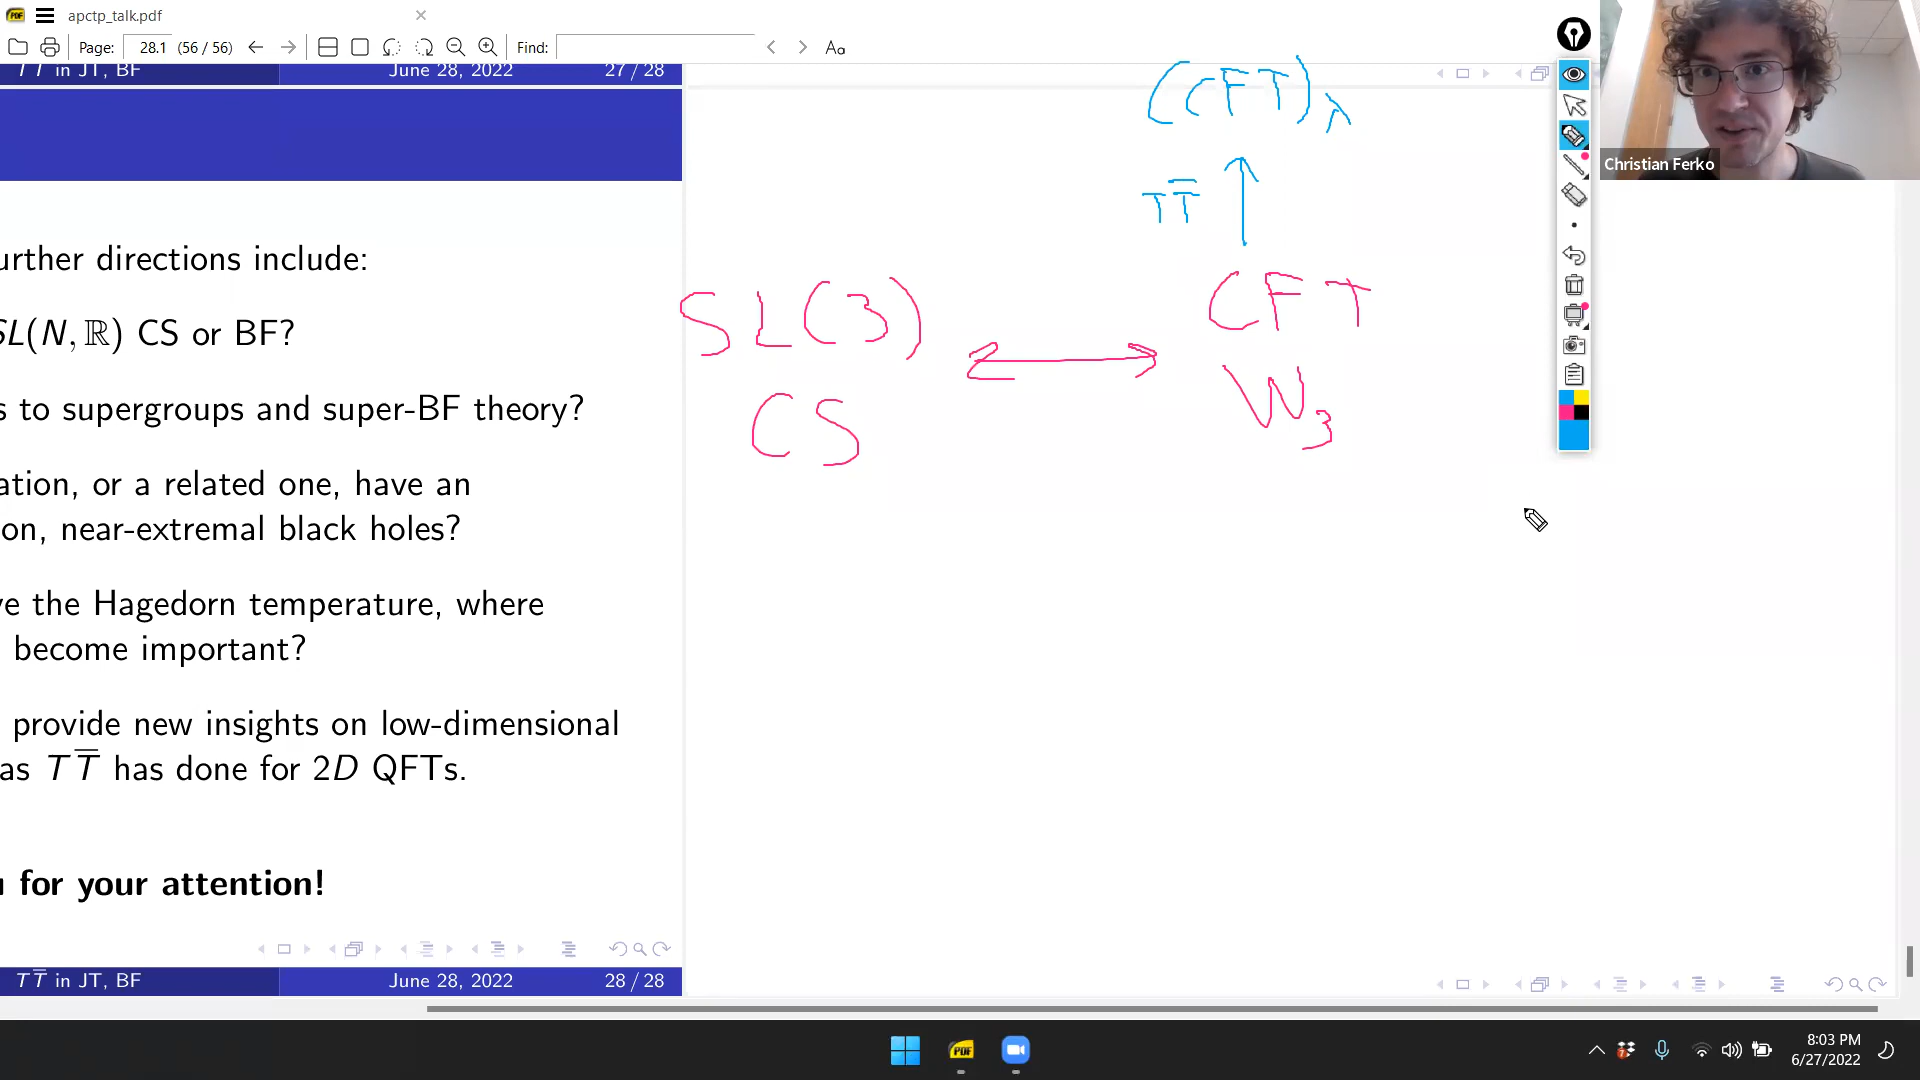 apctp_talk.pdf
Page: 28.1 (56 / 56) Find: Aa
TT̅ in JT, BF June 28, 2022 27 / 28
urther directions include:
SL(N, ℝ) CS or BF?
s to supergroups and super-BF theory?
ation, or a related one, have an
on, near-extremal black holes?
ve the Hagedorn temperature, where
become important?
provide new insights on low-dimensional
as TT̅ has done for 2D QFTs.
for your attention!
TT̅ in JT, BF June 28, 2022 28 / 28
(CFT)λ
TT̅
SL(3) CFT
CS W3
Christian Ferko
PDF
8:03 PM
6/27/2022